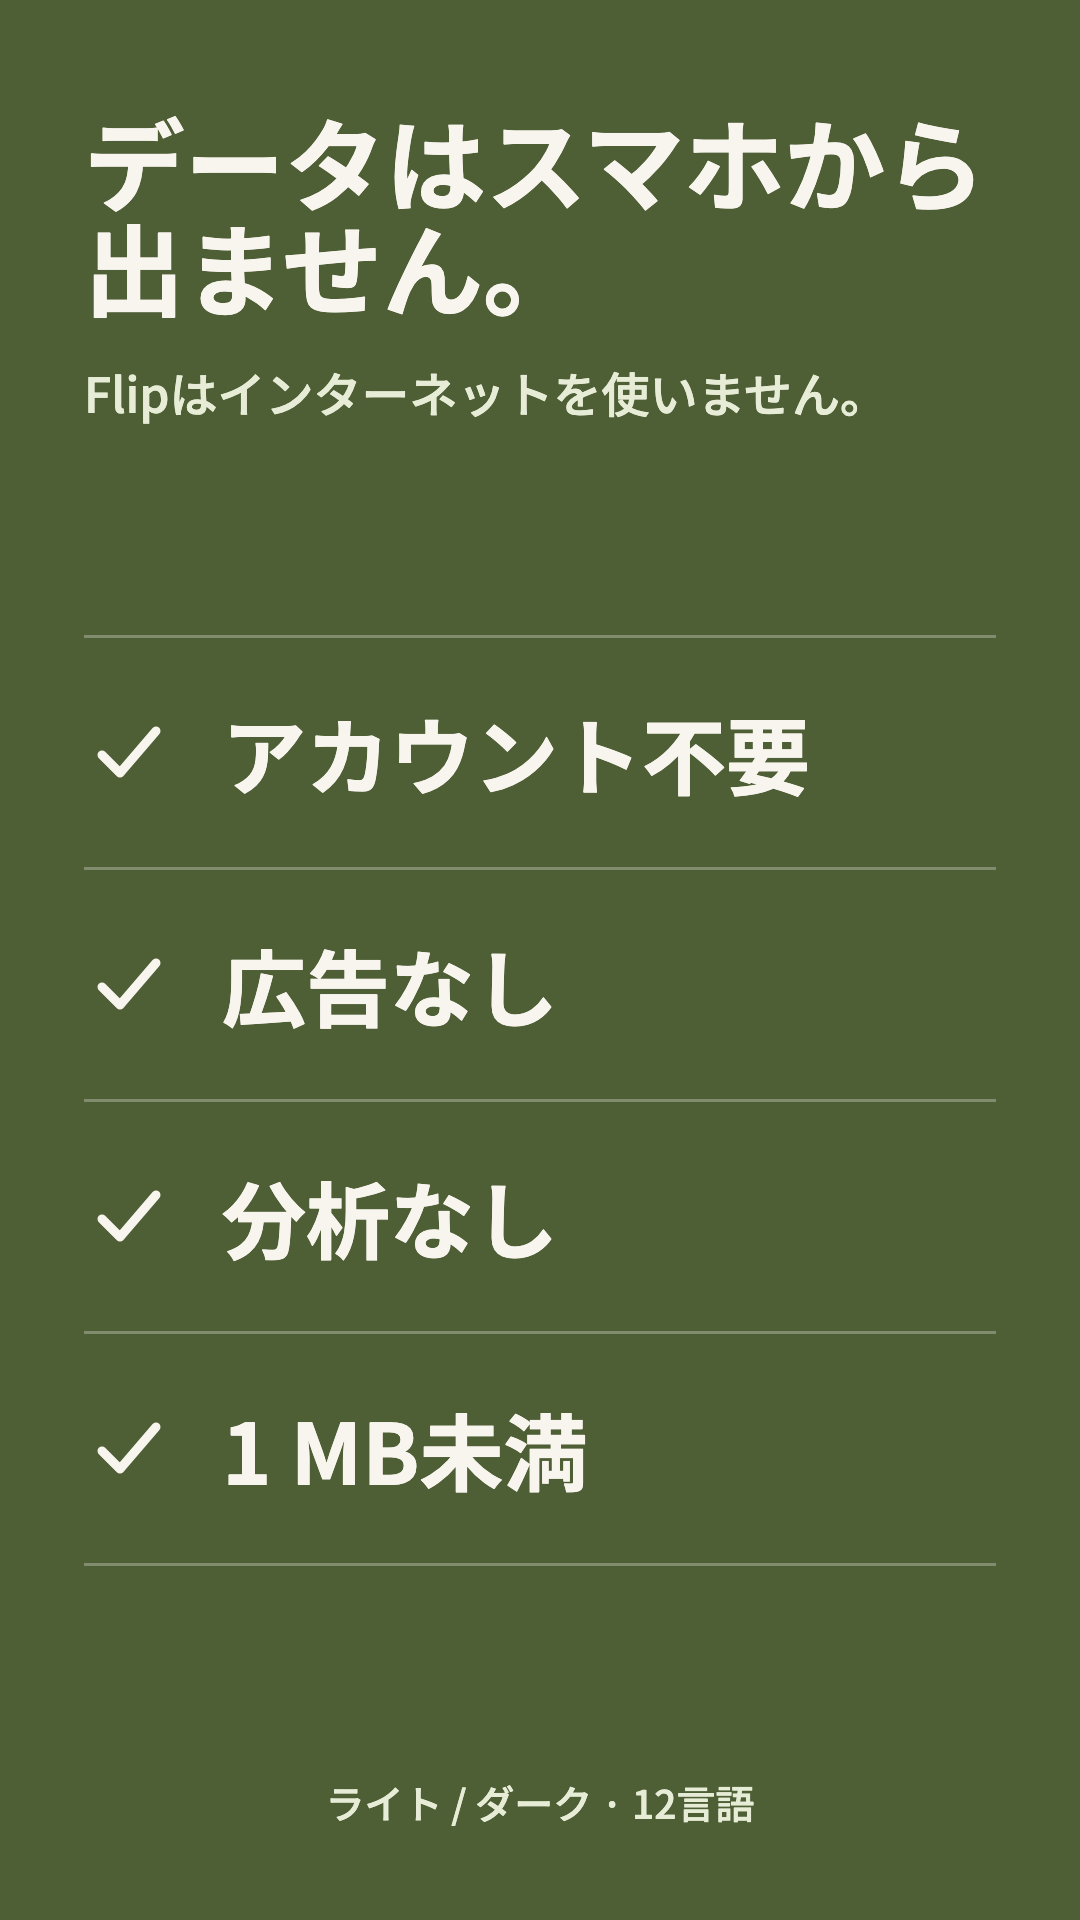 データはスマホから
出ません。
Flipはインターネットを使いません。
アカウント不要
広告なし
分析なし
1 MB未満
ライト / ダーク · 12言語